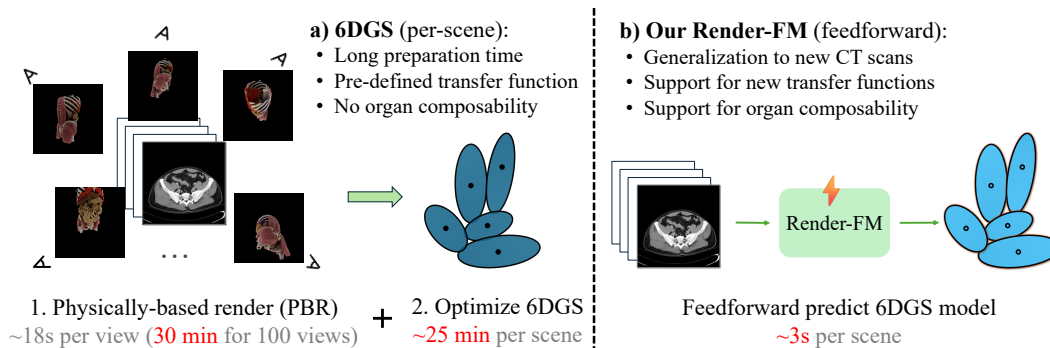 a) 6DGS (per-scene):
• Long preparation time
• Pre-defined transfer function
• No organ composability
...
1. Physically-based render (PBR)
~18s per view (30 min for 100 views)
+
2. Optimize 6DGS
~25 min per scene
b) Our Render-FM (feedforward):
• Generalization to new CT scans
• Support for new transfer functions
• Support for organ composability
Render-FM
Feedforward predict 6DGS model
~3s per scene